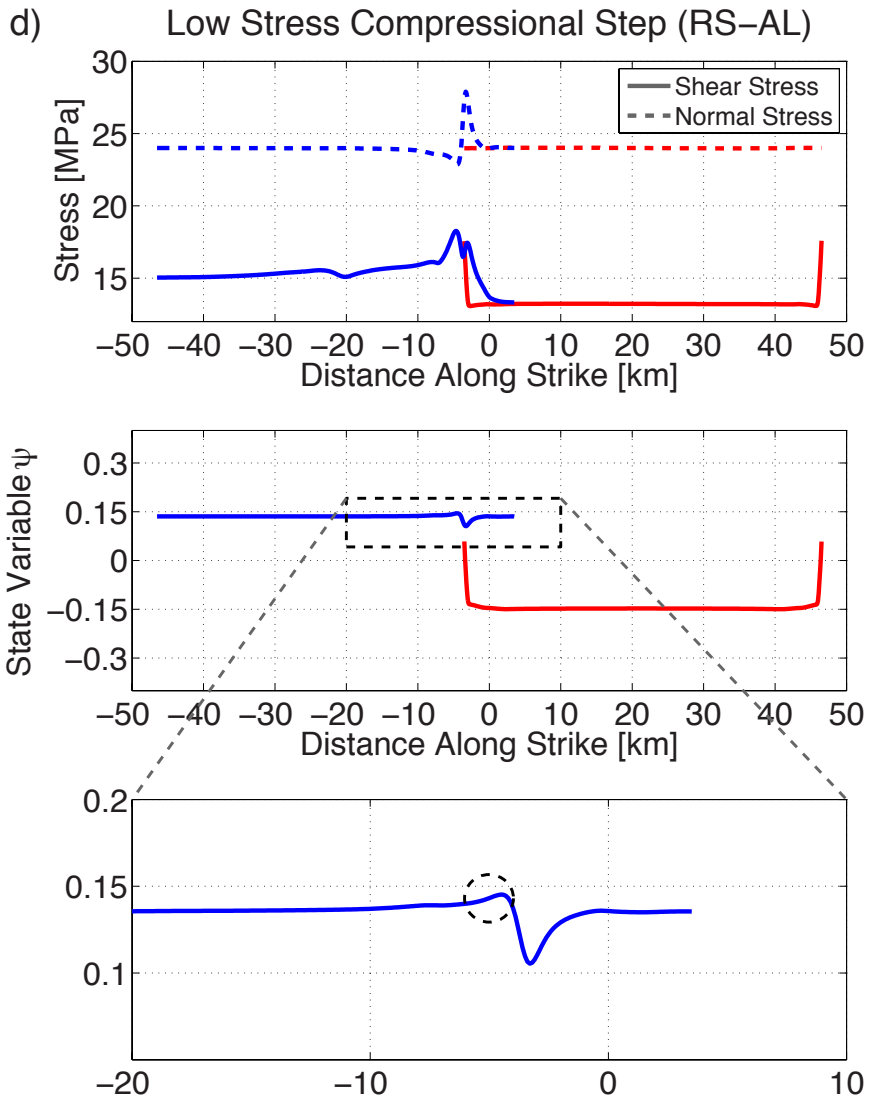 d) Low Stress Compressional Step (RS−AL)
30
25
20
15
Stress [MPa]
Shear Stress
Normal Stress
−50 −40 −30 −20 −10 0 10 20 30 40 50
Distance Along Strike [km]
0.3
0.15
0
−0.15
−0.3
State Variable ψ
−50 −40 −30 −20 −10 0 10 20 30 40 50
Distance Along Strike [km]
0.2
0.15
0.1
−20 −10 0 10